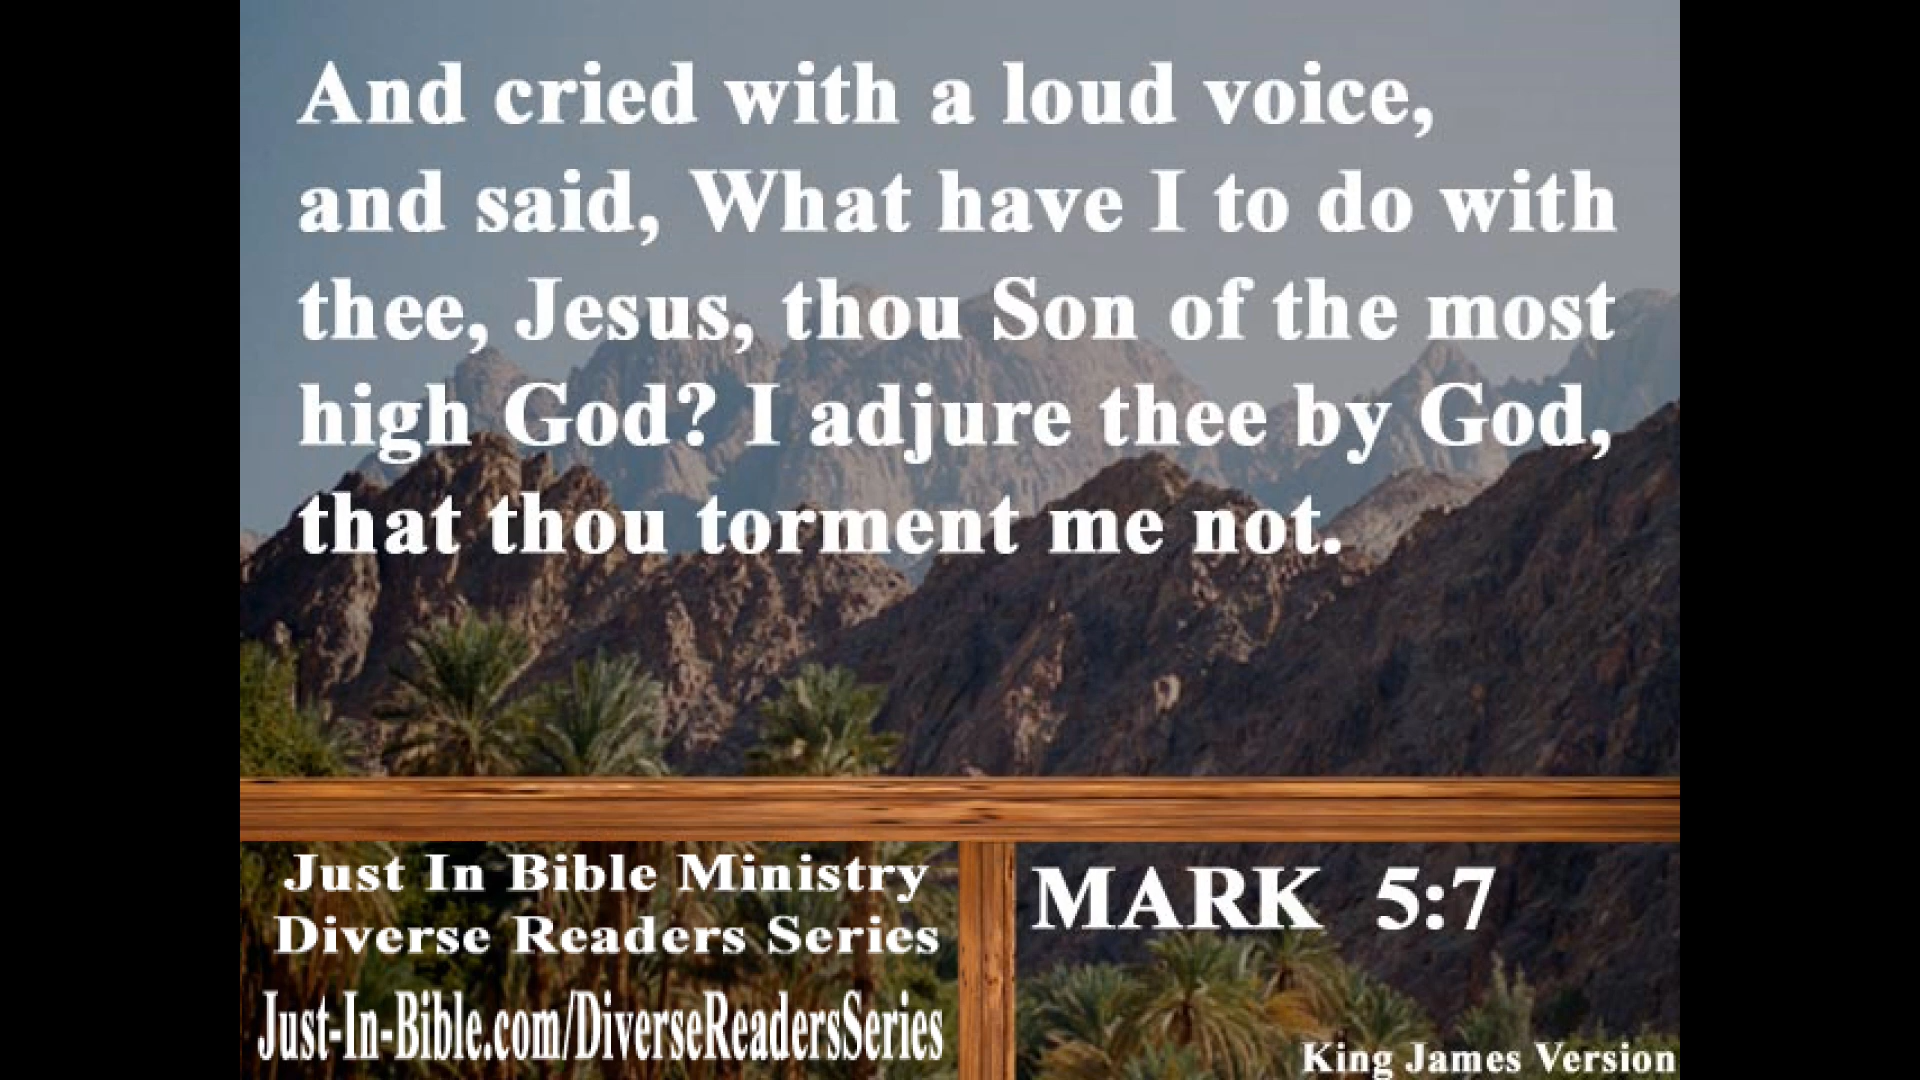 And cried with a loud voice,
and said, What have I to do with
thee, Jesus, thou Son of the most
high God? I adjure thee by God,
that thou torment me not.
Just In Bible Ministry
Diverse Readers Series
Just-In-Bible.com/DiverseReadersSeries
MARK 5:7
King James Version